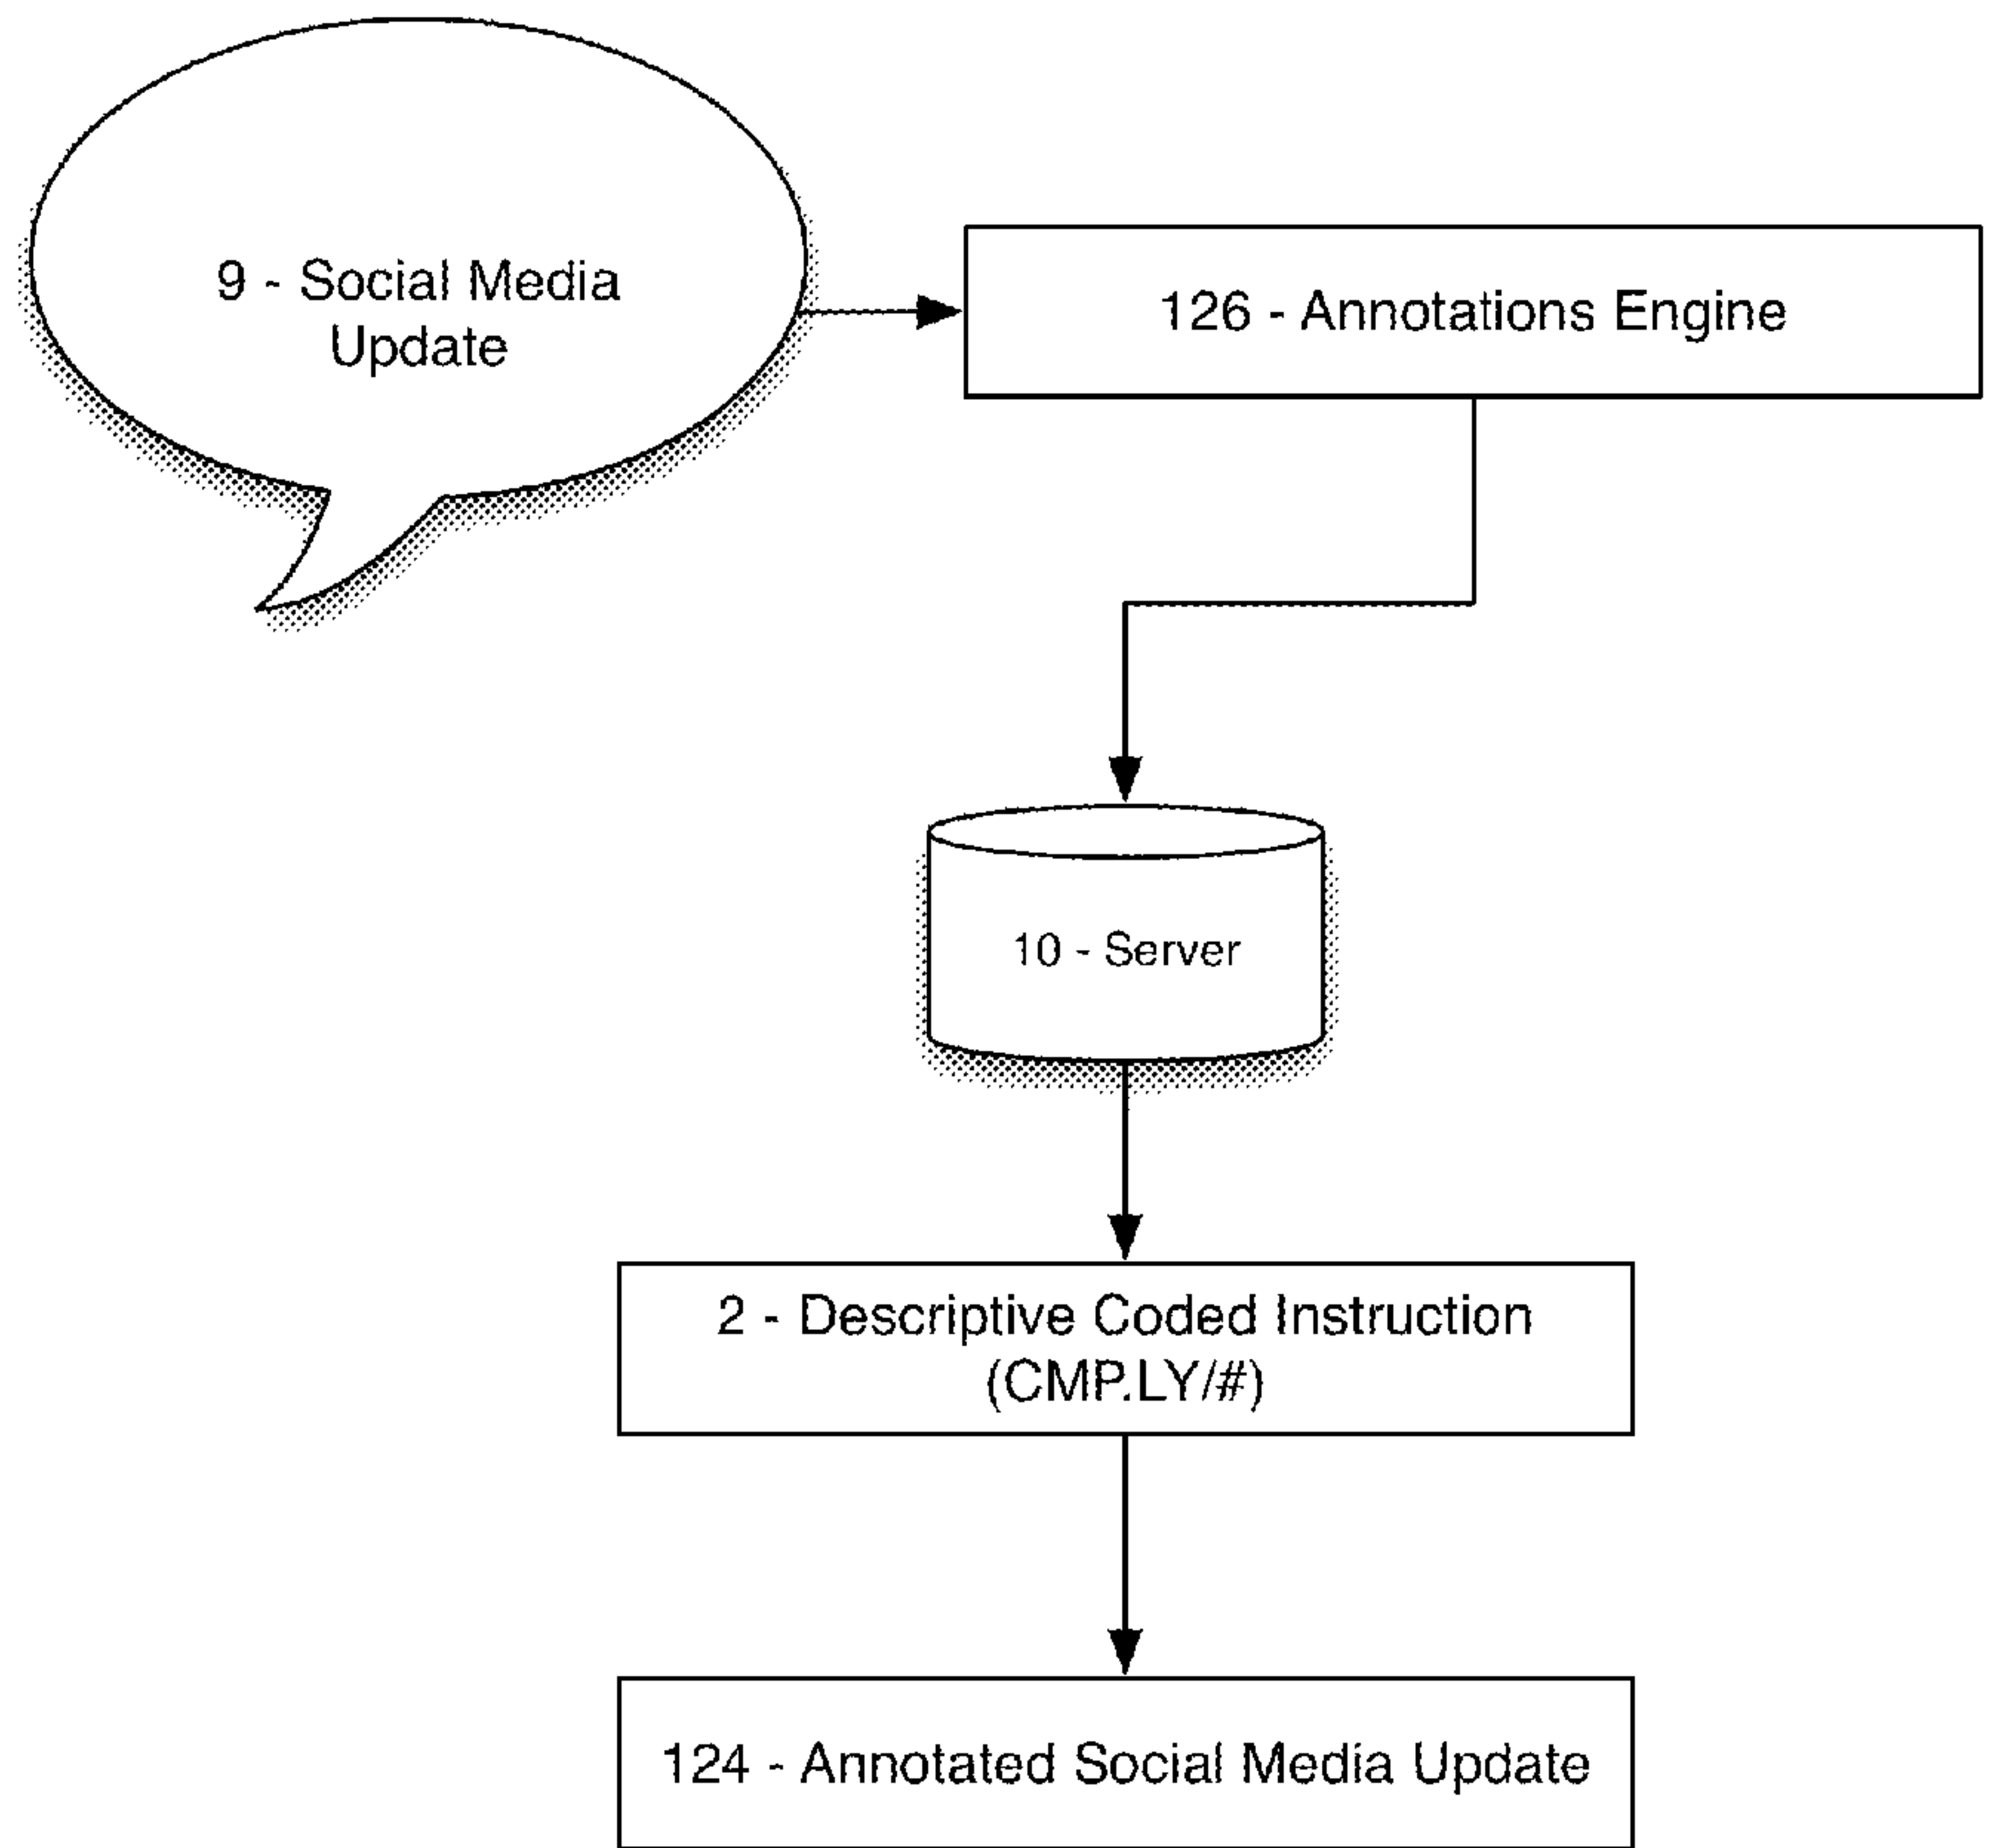 9 - Social Media
Update
126 - Annotations Engine
10 - Server
2 - Descriptive Coded Instruction
(CMP.LY/#)
124 - Annotated Social Media Update